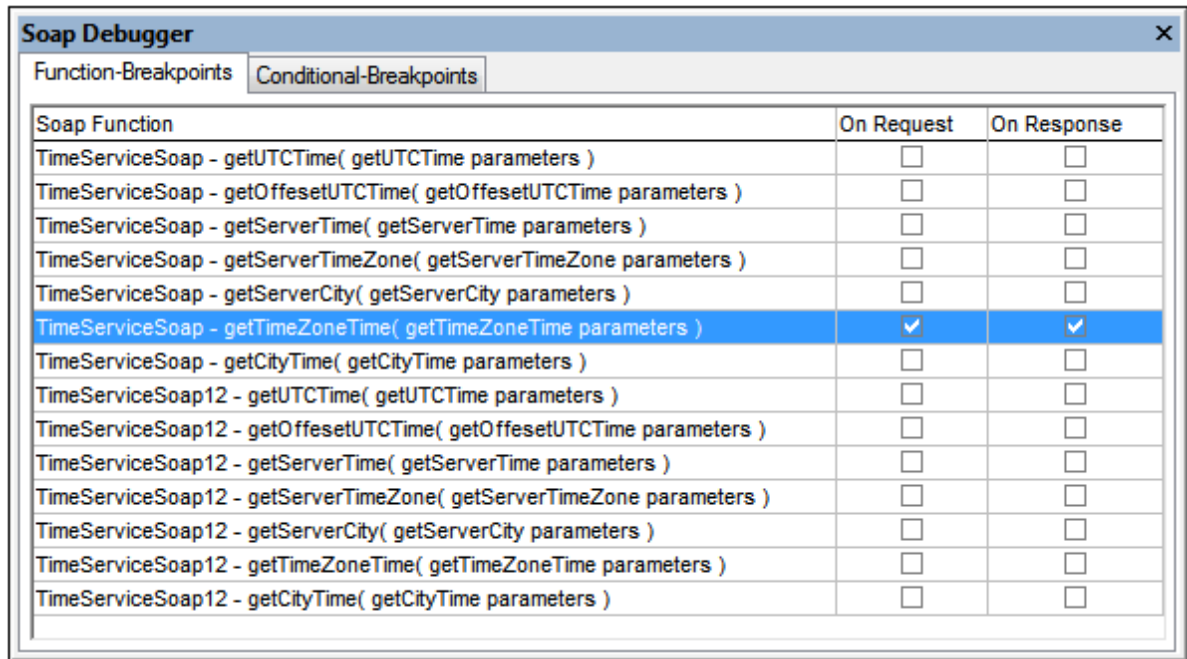 Soap Debugger
Function-Breakpoints Conditional-Breakpoints
Soap Function On Request On Response
TimeServiceSoap - getUTCTime( getUTCTime parameters )
TimeServiceSoap - getOffesetUTCTime( getOffesetUTCTime parameters )
TimeServiceSoap - getServerTime( getServerTime parameters )
TimeServiceSoap - getServerTimeZone( getServerTimeZone parameters )
TimeServiceSoap - getServerCity( getServerCity parameters )
TimeServiceSoap - getTimeZoneTime( getTimeZoneTime parameters )
TimeServiceSoap - getCityTime( getCityTime parameters )
TimeServiceSoap12 - getUTCTime( getUTCTime parameters )
TimeServiceSoap12 - getOffesetUTCTime( getOffesetUTCTime parameters )
TimeServiceSoap12 - getServerTime( getServerTime parameters )
TimeServiceSoap12 - getServerTimeZone( getServerTimeZone parameters )
TimeServiceSoap12 - getServerCity( getServerCity parameters )
TimeServiceSoap12 - getTimeZoneTime( getTimeZoneTime parameters )
TimeServiceSoap12 - getCityTime( getCityTime parameters )